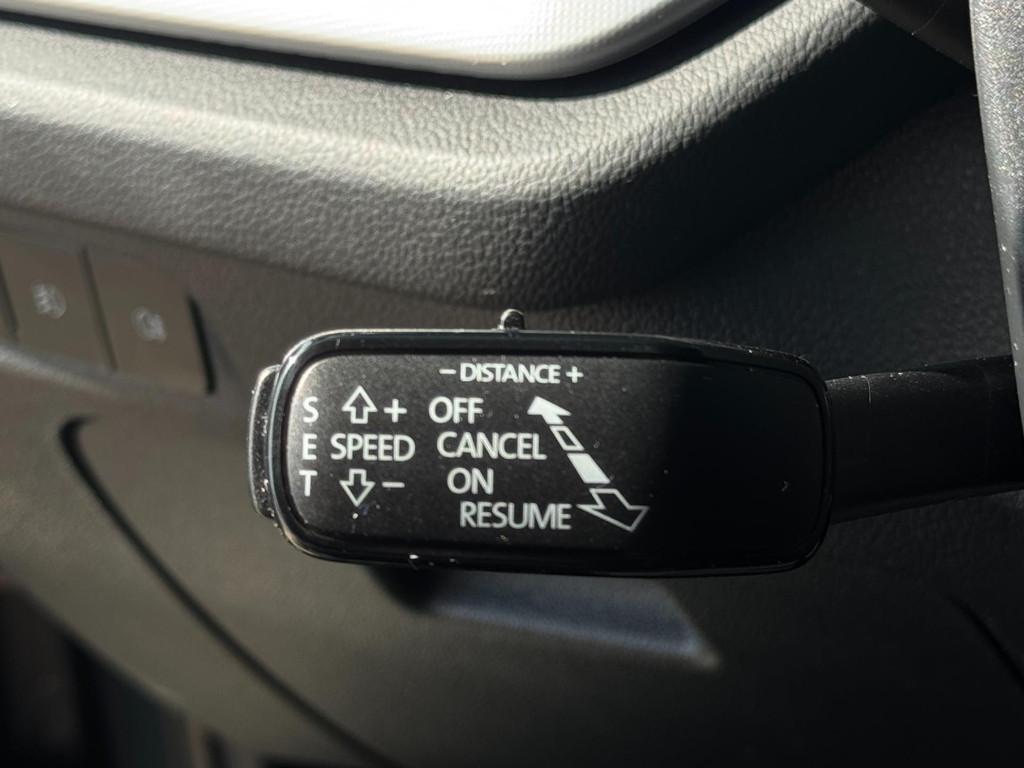 – DISTANCE +
S + OFF
E SPEED CANCEL
T – ON
RESUME